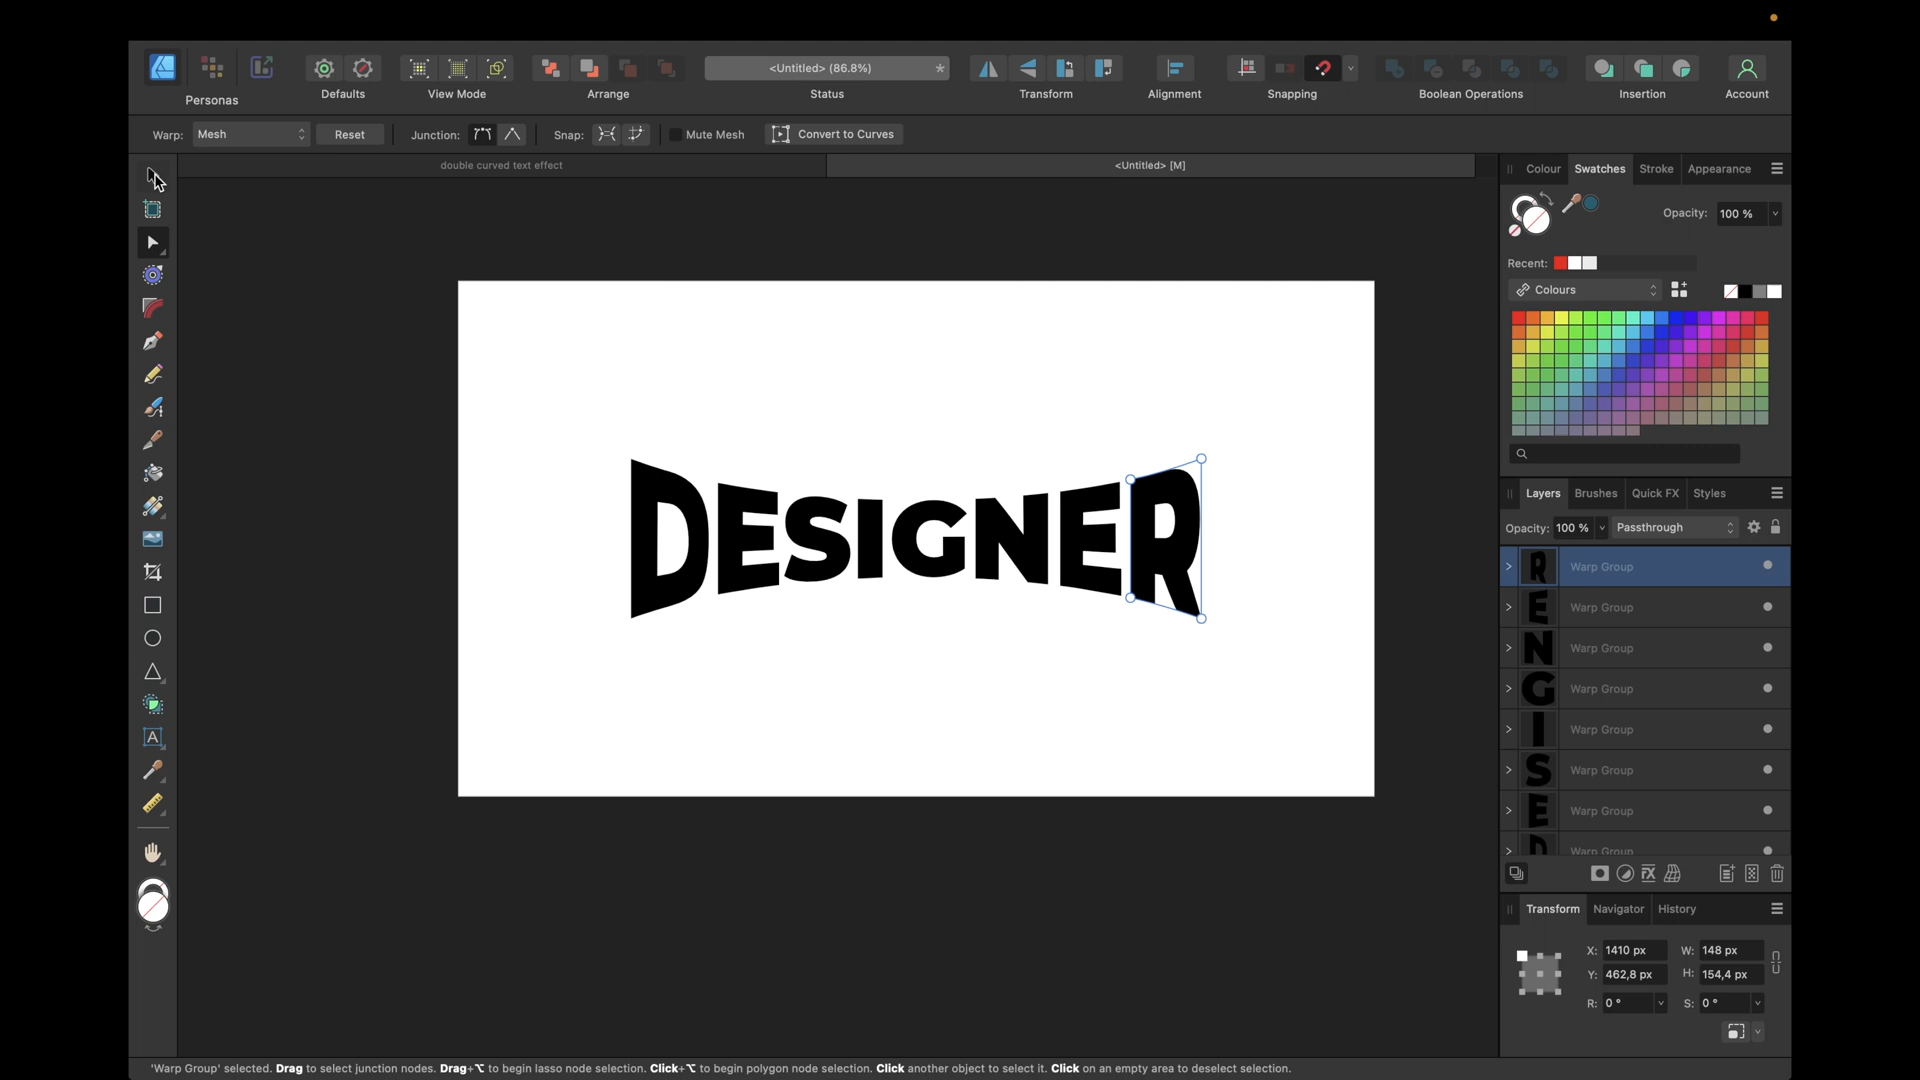 <Untitled> (86.8%) *
Personas Defaults View Mode Arrange Status Transform Alignment Snapping Boolean Operations Insertion Account
Warp: Mesh Reset Junction: Snap: Mute Mesh Convert to Curves
double curved text effect <Untitled> [M]
Colour Swatches Stroke Appearance
Opacity: 100 %
Recent:
Colours
DESIGNER
A
Layers Brushes Quick FX Styles
Opacity: 100 % Passthrough
R Warp Group
E Warp Group
N Warp Group
G Warp Group
I Warp Group
S Warp Group
E Warp Group
D Warp Group
Transform Navigator History
X: 1410 px W: 148 px
Y: 462,8 px H: 154,4 px
R: 0 ° S: 0 °
'Warp Group' selected. Drag to select junction nodes. Drag+⌥ to begin lasso node selection. Click+⌥ to begin polygon node selection. Click another object to select it. Click on an empty area to deselect selection.